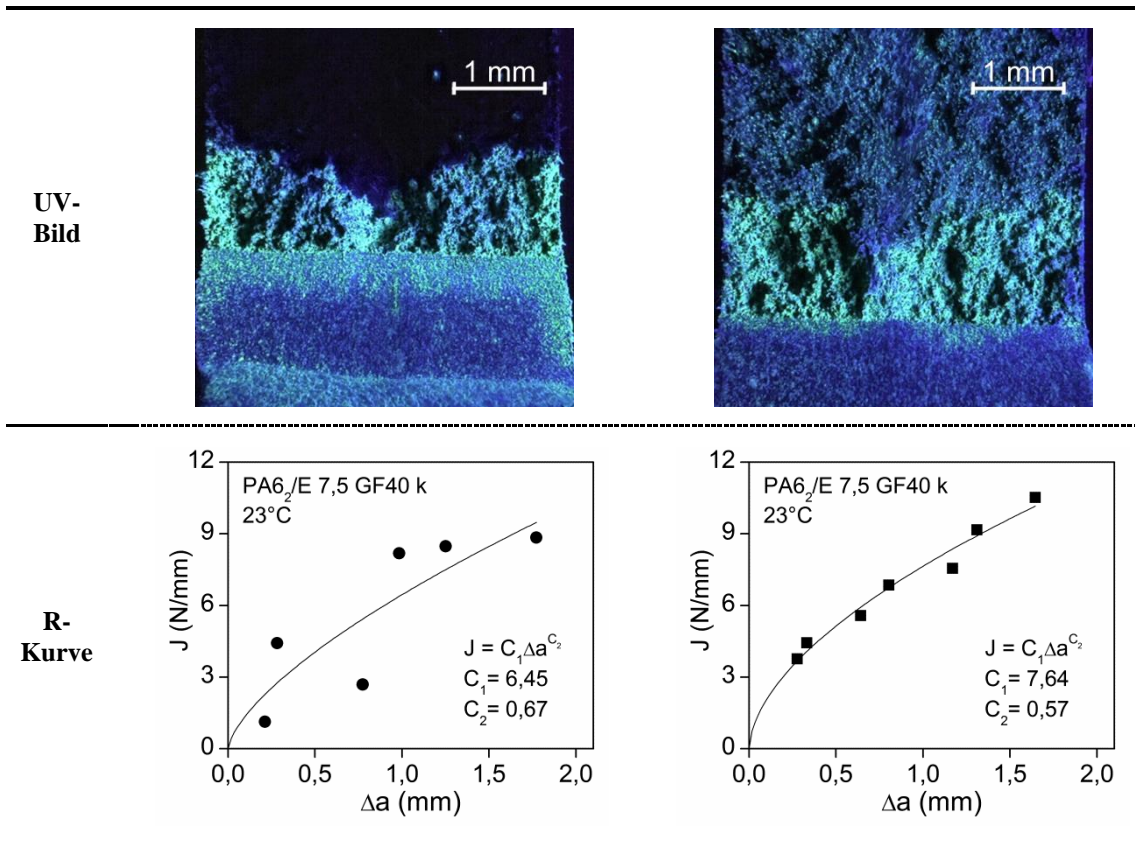 1 mm
1 mm
UV-
Bild
12
9
6
3
0
J (N/mm)
PA6₂/E 7,5 GF40 k
23°C
J = C₁Δa^C₂
C₁= 6,45
C₂= 0,67
0,0 0,5 1,0 1,5 2,0
Δa (mm)
R-
Kurve
12
9
6
3
0
J (N/mm)
PA6₂/E 7,5 GF40 k
23°C
J = C₁Δa^C₂
C₁= 7,64
C₂= 0,57
0,0 0,5 1,0 1,5 2,0
Δa (mm)